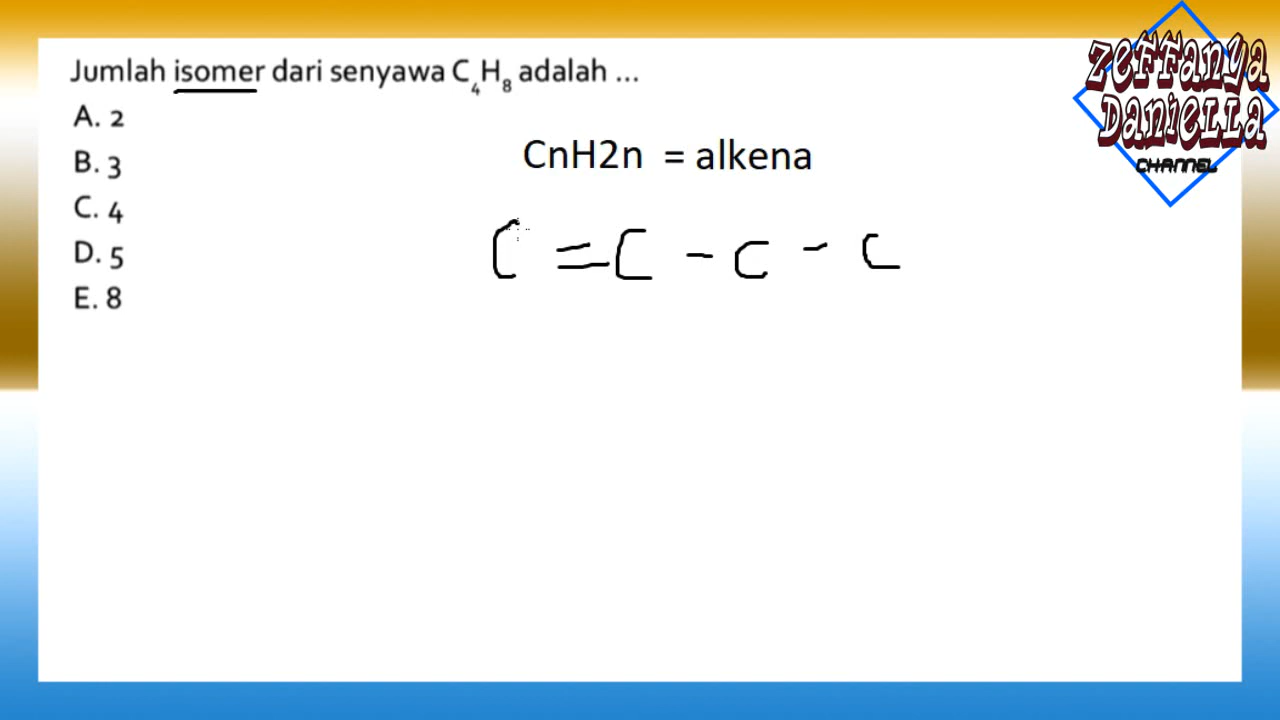 Jumlah isomer dari senyawa C₄H₈ adalah ...
A. 2
B. 3
C. 4
D. 5
E. 8
CnH2n = alkena
C = C - C - C
ZEFFANYA
DANIELLA
CHANNEL